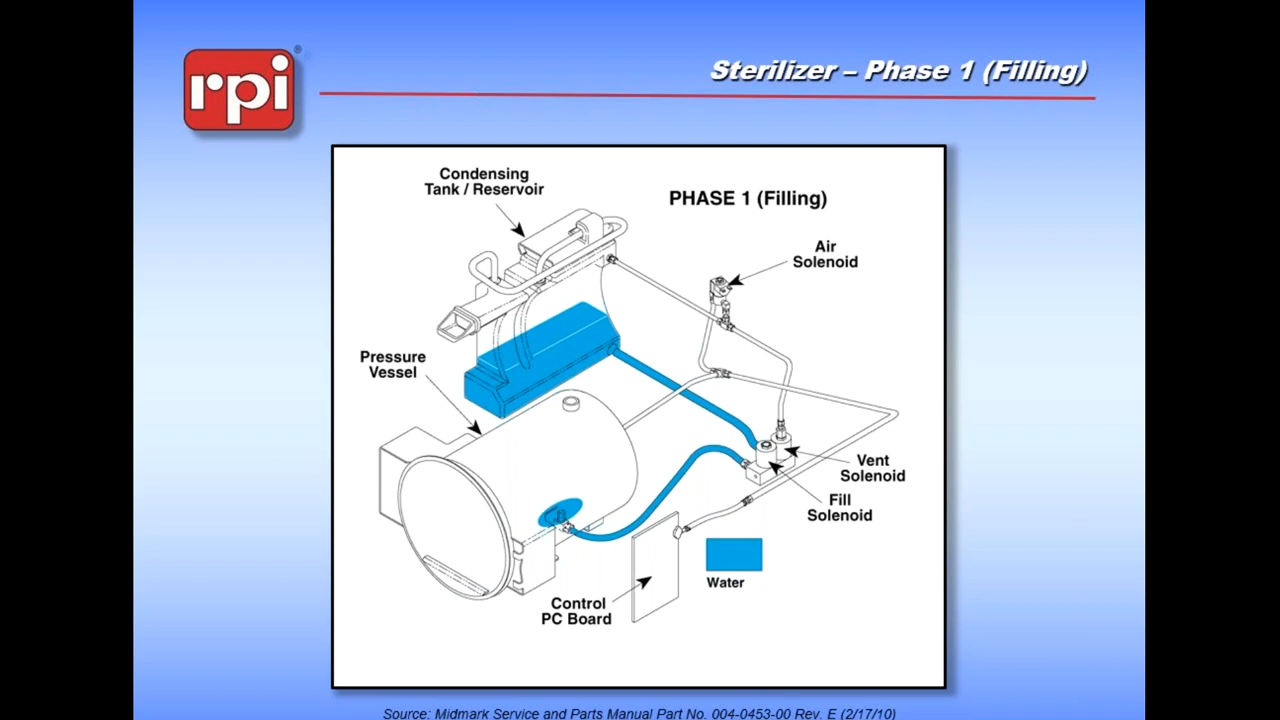 rpi®
Sterilizer – Phase 1 (Filling)
Condensing
Tank / Reservoir
PHASE 1 (Filling)
Air
Solenoid
Pressure
Vessel
Vent
Solenoid
Fill
Solenoid
Water
Control
PC Board
Source: Midmark Service and Parts Manual Part No. 004-0453-00 Rev. E (2/17/10)